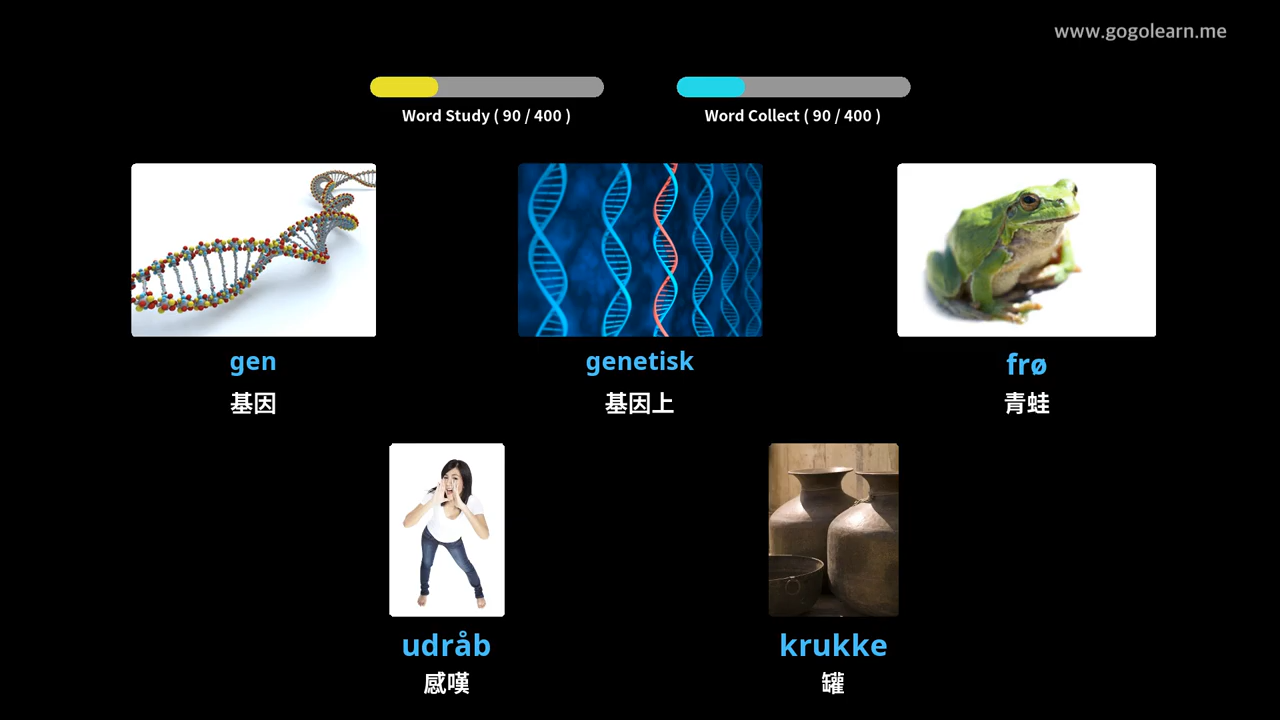 www.gogolearn.me
Word Study ( 90 / 400 )
Word Collect ( 90 / 400 )
gen
genetisk
frø
基因
基因上
青蛙
udråb
krukke
感嘆
罐